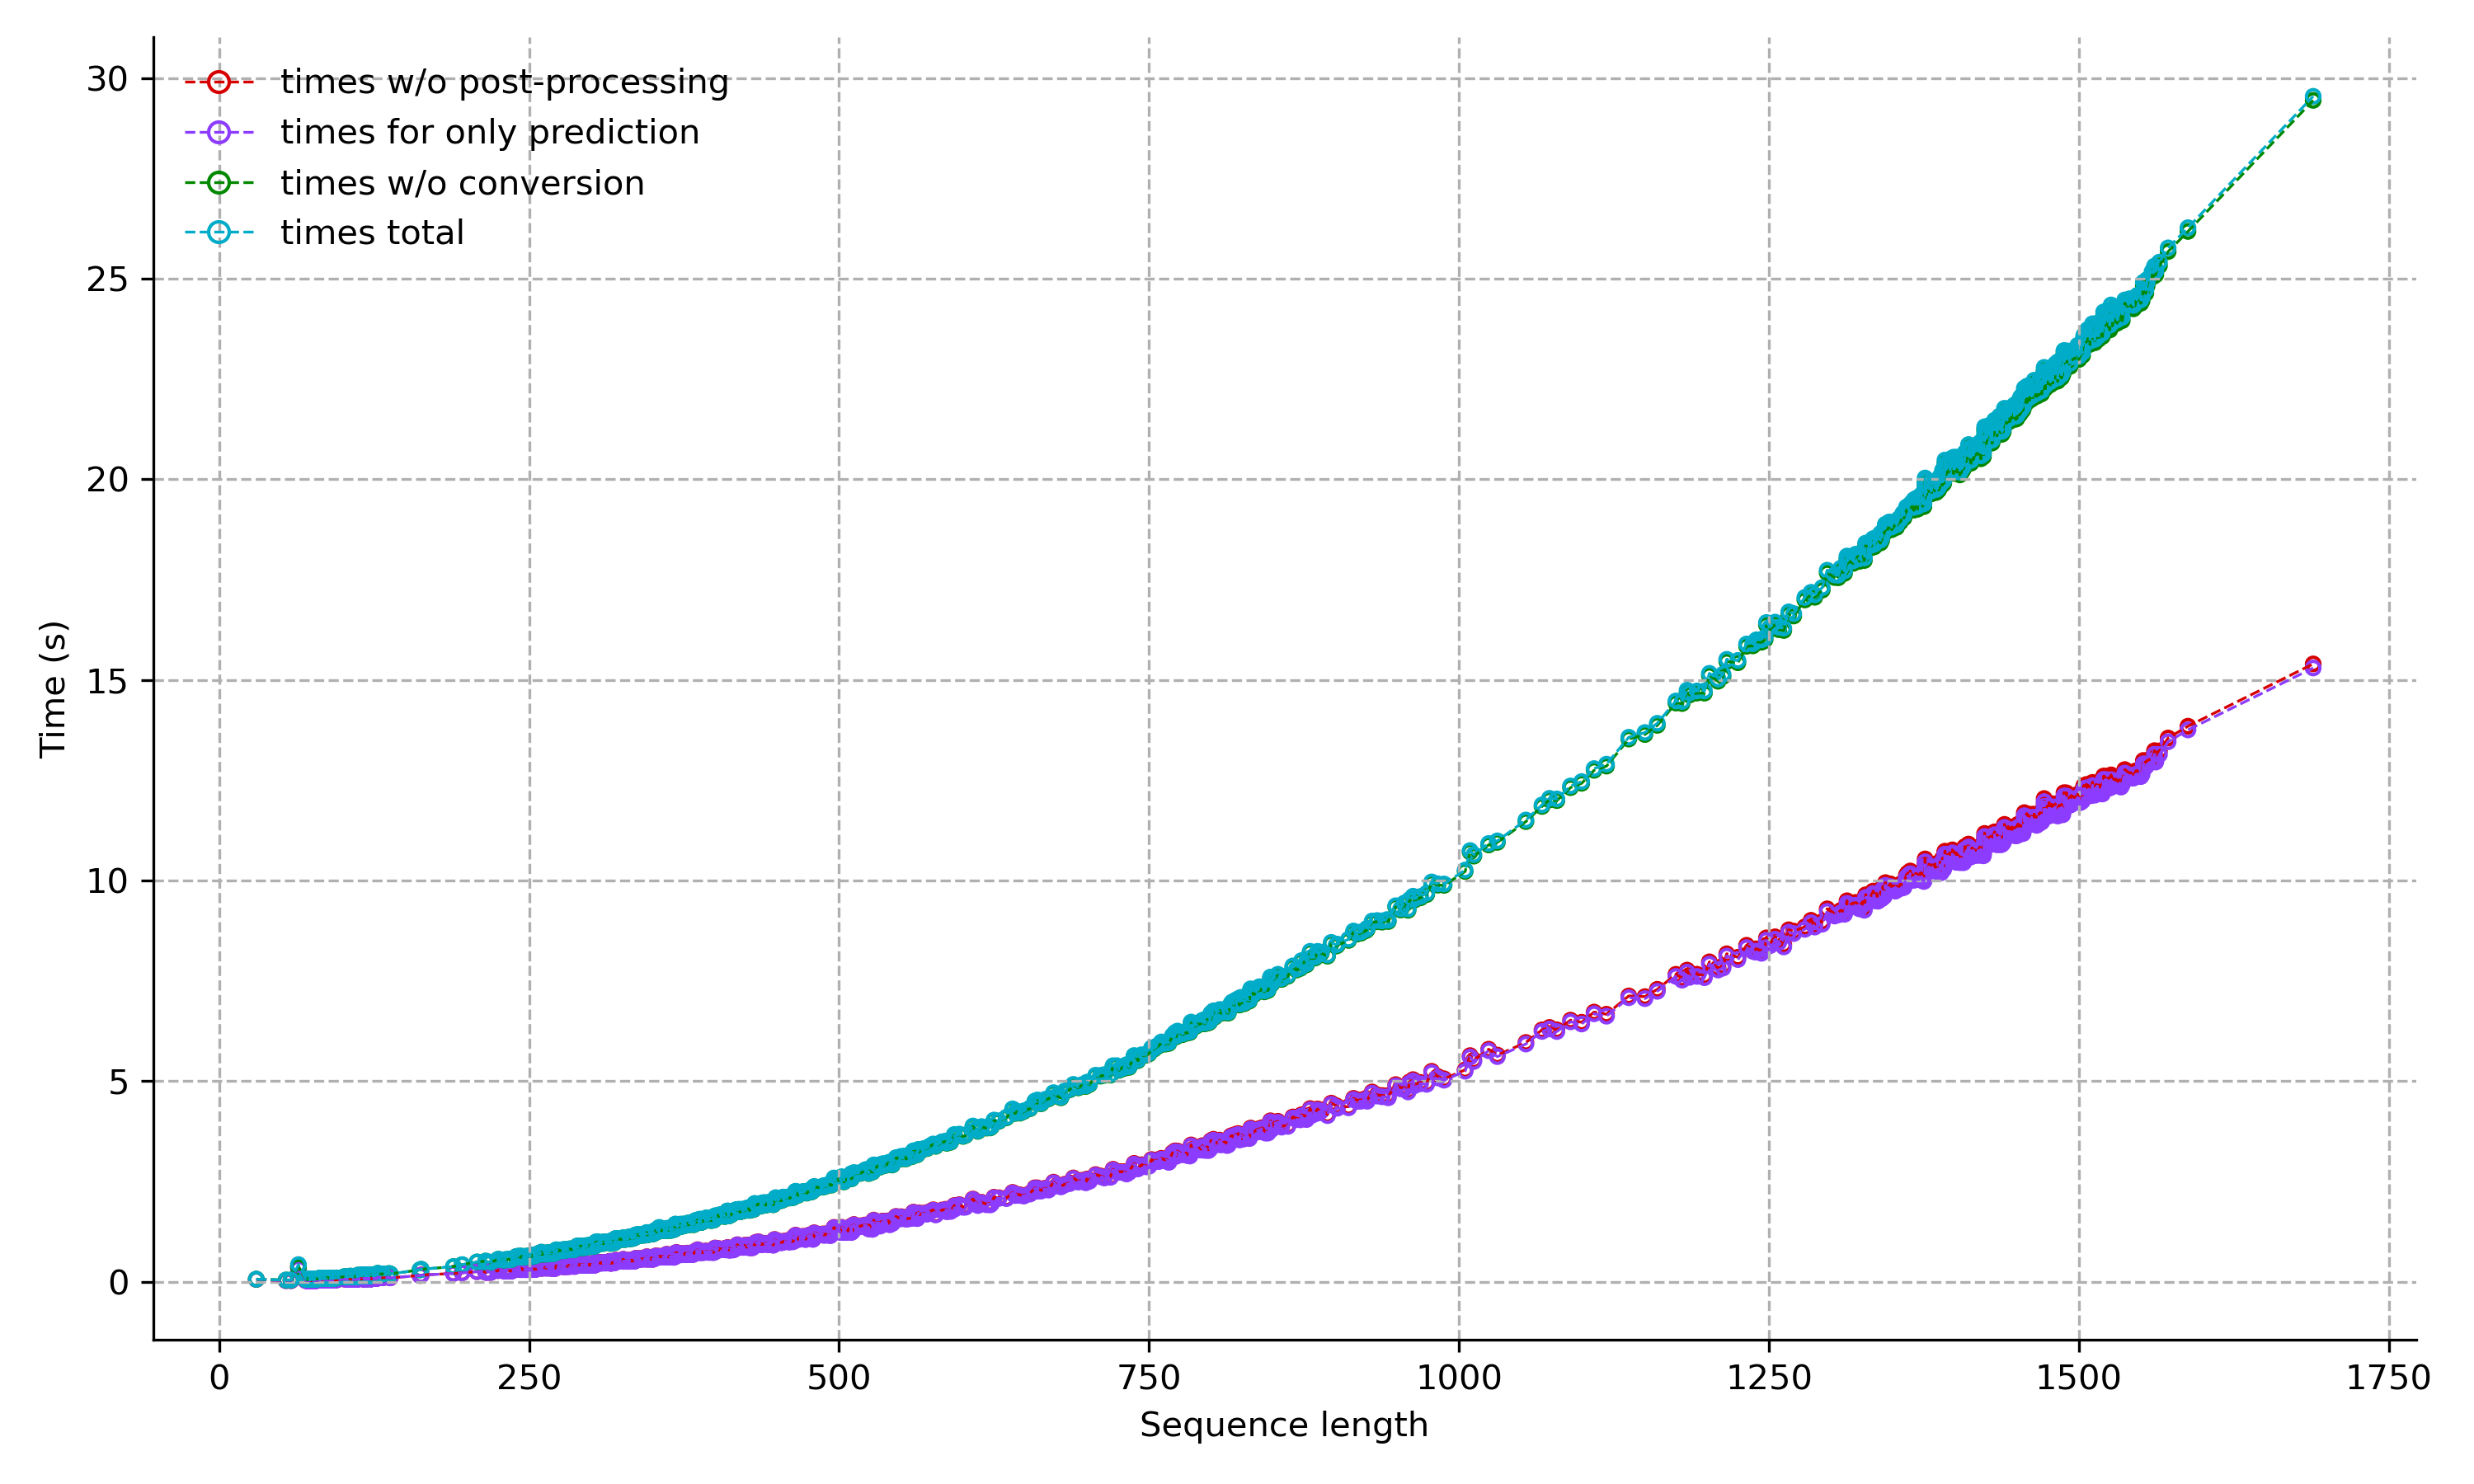 times w/o post-processing
times for only prediction
times w/o conversion
times total
30
25
20
15
10
5
0
Time (s)
0 250 500 750 1000 1250 1500 1750
Sequence length